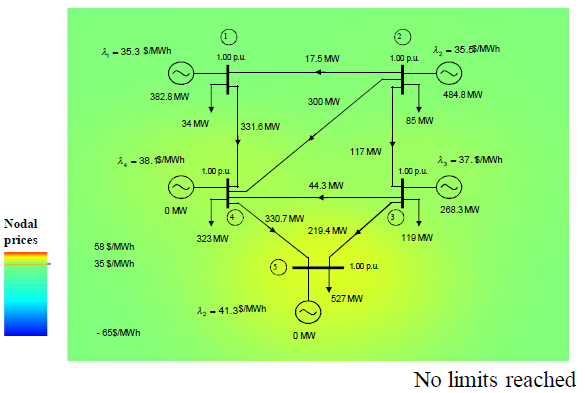 1
2
λ₁ = 35.3 $/MWh
1.00 p.u.
17.5 MW
1.00 p.u.
λ₂ = 35.5$/MWh
382.8 MW
300 MW
484.8 MW
34 MW
331.6 MW
85 MW
117 MW
λ₄ = 38.1$/MWh
λ₃ = 37.1$/MWh
1.00 p.u.
1.00 p.u.
44.3 MW
0 MW
4
330.7 MW
3
268.3 MW
Nodal
prices
323 MW
219.4 MW
119 MW
58 $/MWh
35 $/MWh
5
1.00 p.u.
527 MW
λ₂ = 41.3$/MWh
- 65$/MWh
0 MW
No limits reached